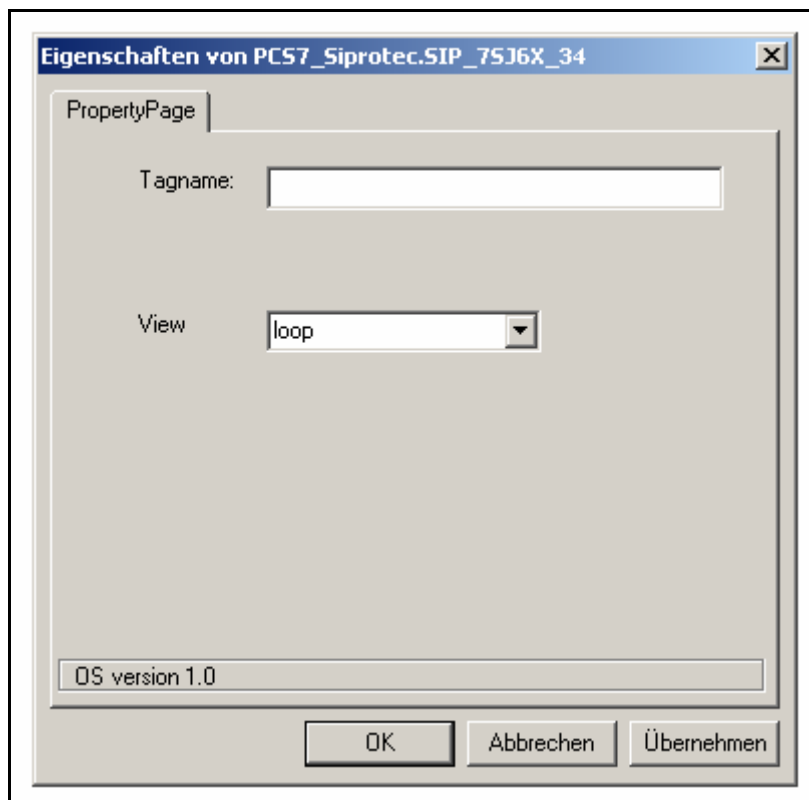 Eigenschaften von PCS7_Siprotec.SIP_7SJ6X_34
PropertyPage
Tagname:
View
loop
OS version 1.0
OK
Abbrechen
Übernehmen